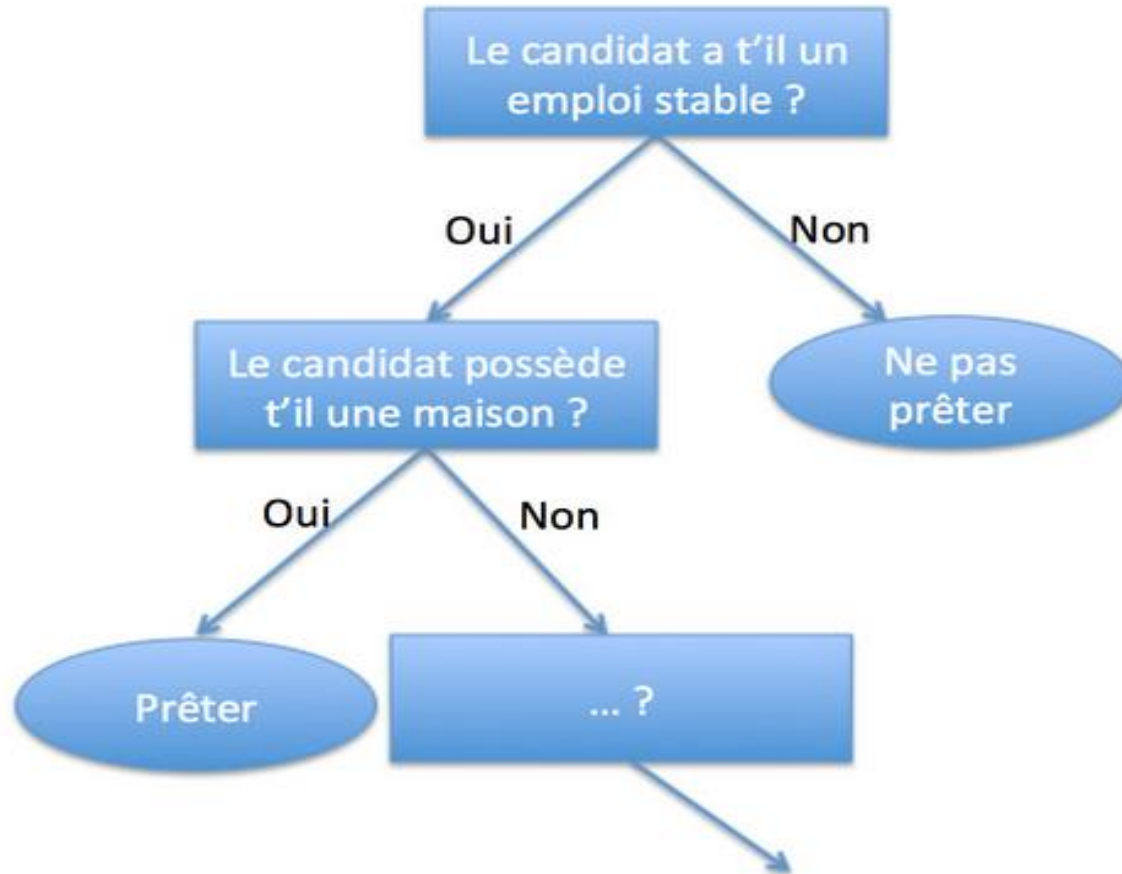 Le candidat a t'il un
emploi stable ?
Oui
Non
Le candidat possède
t'il une maison ?
Ne pas
prêter
Oui
Non
Prêter
... ?